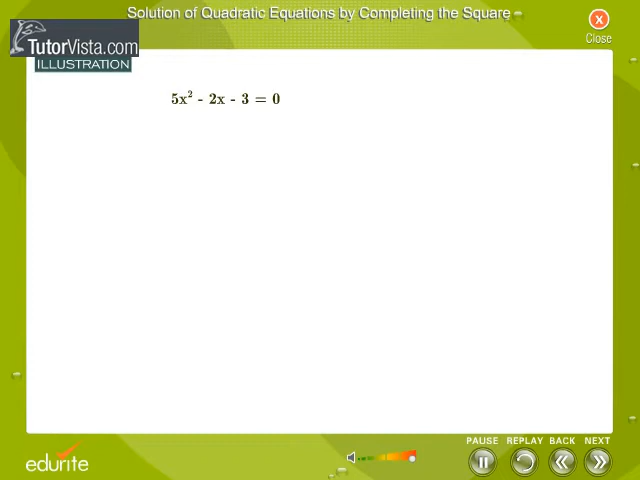 Solution of Quadratic Equations by Completing the Square
x
Close
TutorVista.com
ILLUSTRATION
5x² - 2x - 3 = 0
PAUSE REPLAY BACK NEXT
edurite